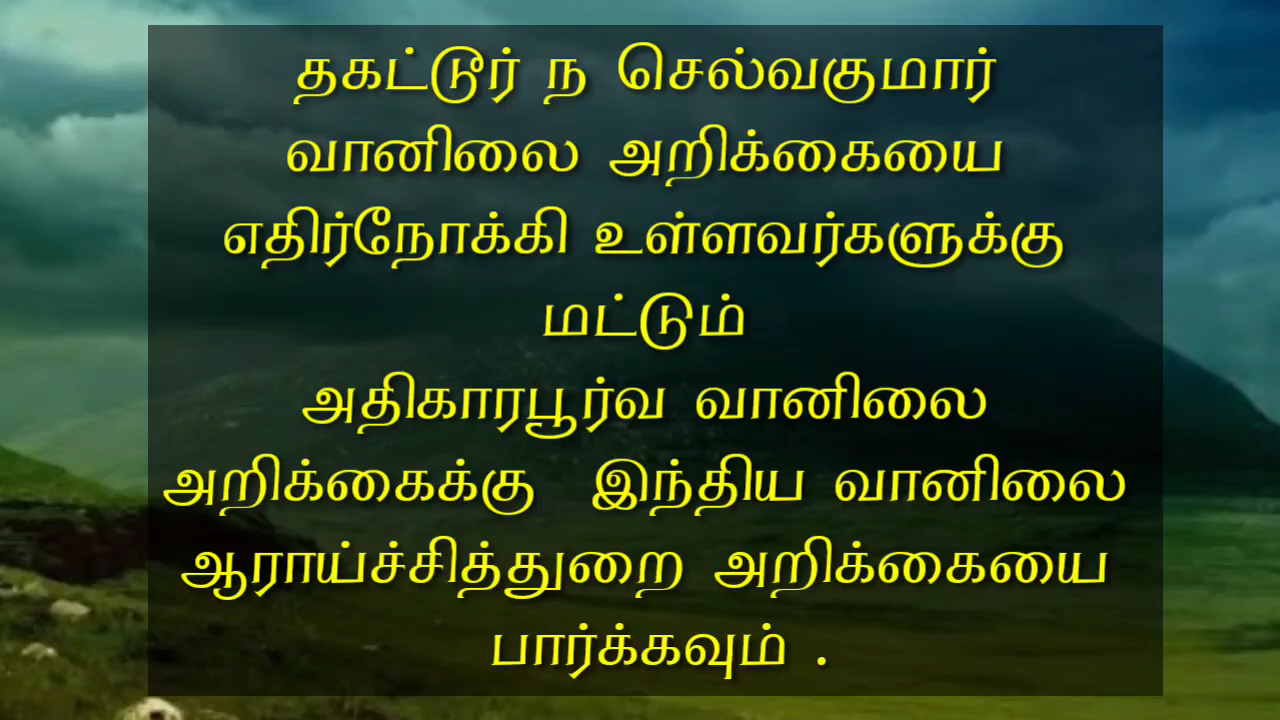 தகட்டூர் ந செல்வகுமார்
வானிலை அறிக்கையை
எதிர்நோக்கி உள்ளவர்களுக்கு
மட்டும்
அதிகாரபூர்வ வானிலை
அறிக்கைக்கு இந்திய வானிலை
ஆராய்ச்சித்துறை அறிக்கையை
பார்க்கவும் .